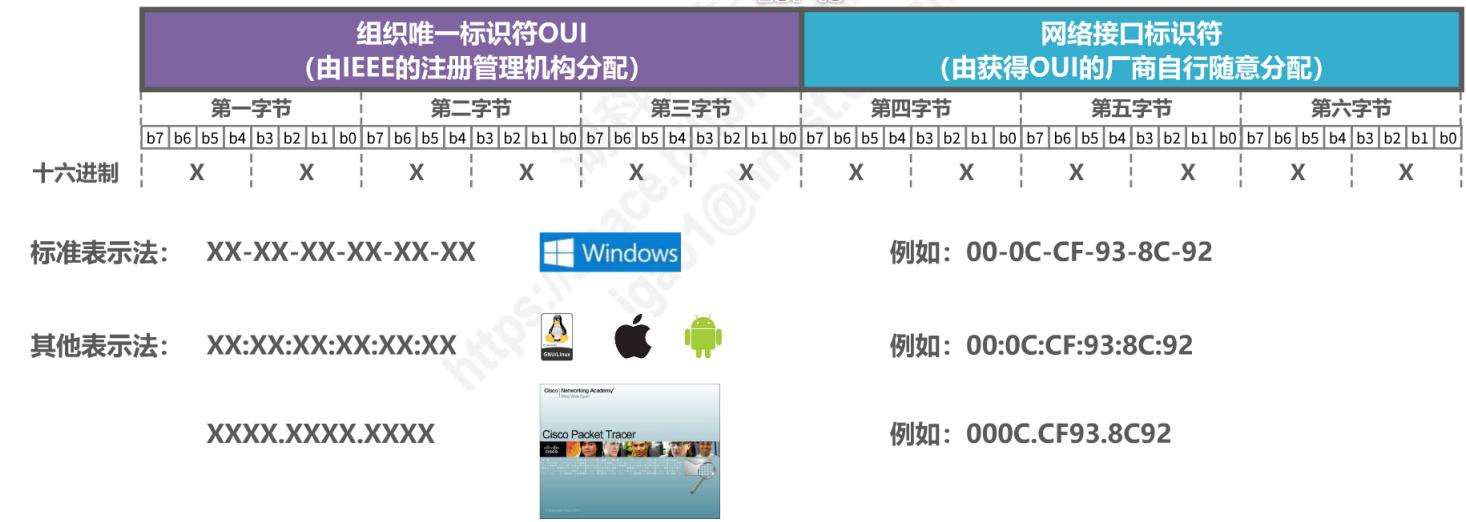 组织唯一标识符OUI
（由IEEE的注册管理机构分配）
网络接口标识符
（由获得OUI的厂商自行随意分配）
第一字节 第二字节 第三字节 第四字节 第五字节 第六字节
b7 b6 b5 b4 b3 b2 b1 b0 b7 b6 b5 b4 b3 b2 b1 b0 b7 b6 b5 b4 b3 b2 b1 b0 b7 b6 b5 b4 b3 b2 b1 b0 b7 b6 b5 b4 b3 b2 b1 b0 b7 b6 b5 b4 b3 b2 b1 b0
十六进制 X X X X X X X X X X X X
标准表示法： XX-XX-XX-XX-XX-XX Windows 例如：00-0C-CF-93-8C-92
其他表示法： XX:XX:XX:XX:XX:XX GNU/Linux 例如：00:0C:CF:93:8C:92
Cisco Networking Academy
XXXX.XXXX.XXXX Cisco Packet Tracer 例如：000C.CF93.8C92
CISCO